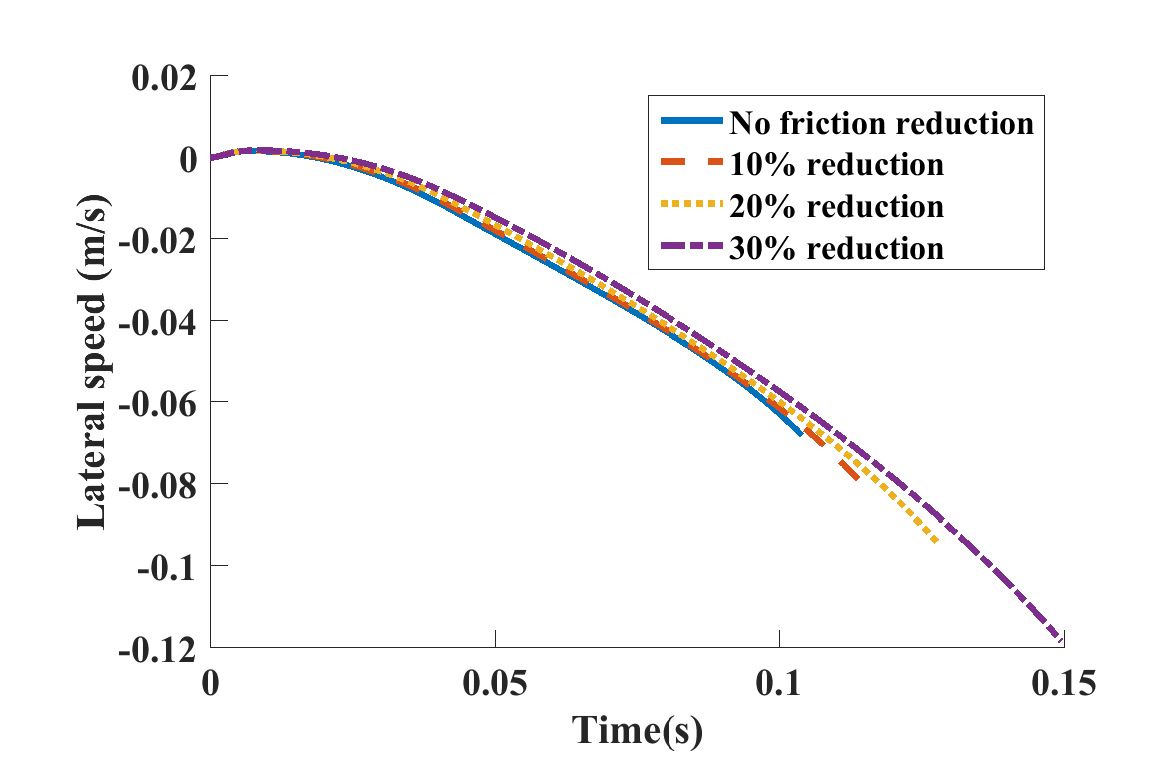 0.02
0
-0.02
-0.04
-0.06
-0.08
-0.1
-0.12
Lateral speed (m/s)
No friction reduction
10% reduction
20% reduction
30% reduction
0 0.05 0.1 0.15
Time(s)